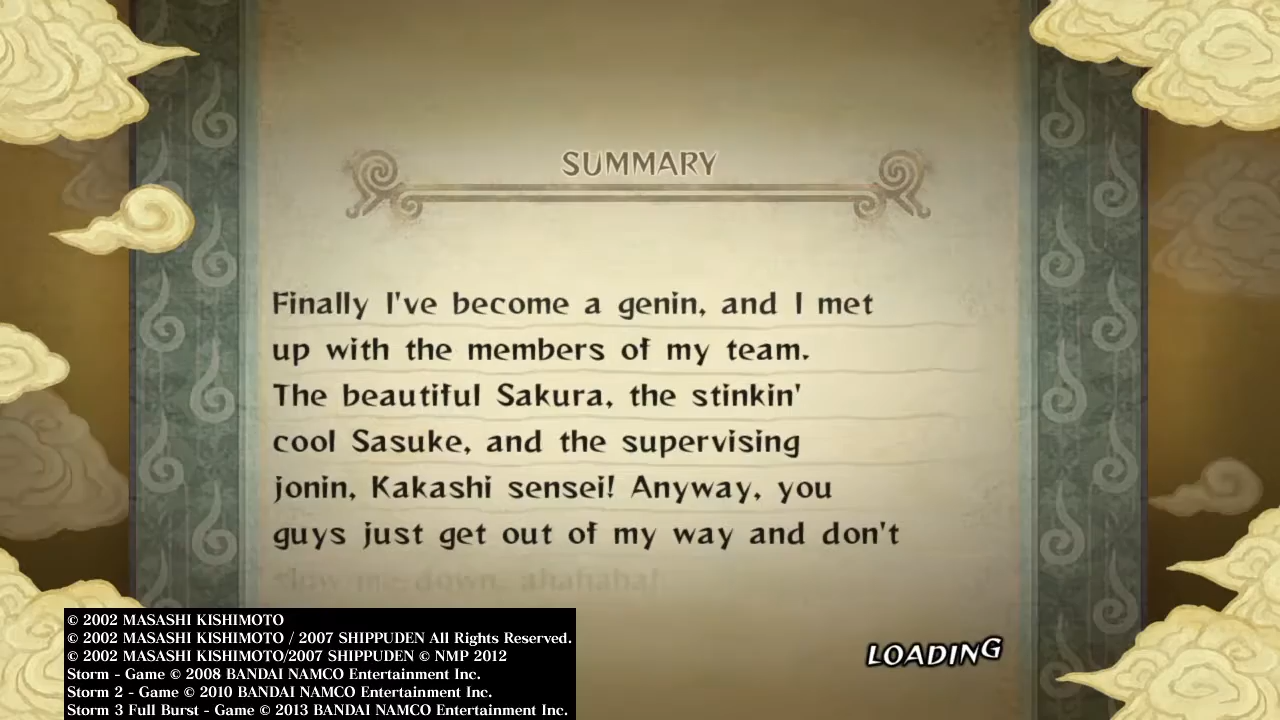 SUMMARY
Finally I've become a genin, and I met
up with the members of my team.
The beautiful Sakura, the stinkin'
cool Sasuke, and the supervising
jonin, Kakashi sensei! Anyway, you
guys just get out of my way and don't
slow me down, ahahaha!
LOADING
© 2002 MASASHI KISHIMOTO
© 2002 MASASHI KISHIMOTO / 2007 SHIPPUDEN All Rights Reserved.
© 2002 MASASHI KISHIMOTO/2007 SHIPPUDEN © NMP 2012
Storm - Game © 2008 BANDAI NAMCO Entertainment Inc.
Storm 2 - Game © 2010 BANDAI NAMCO Entertainment Inc.
Storm 3 Full Burst - Game © 2013 BANDAI NAMCO Entertainment Inc.